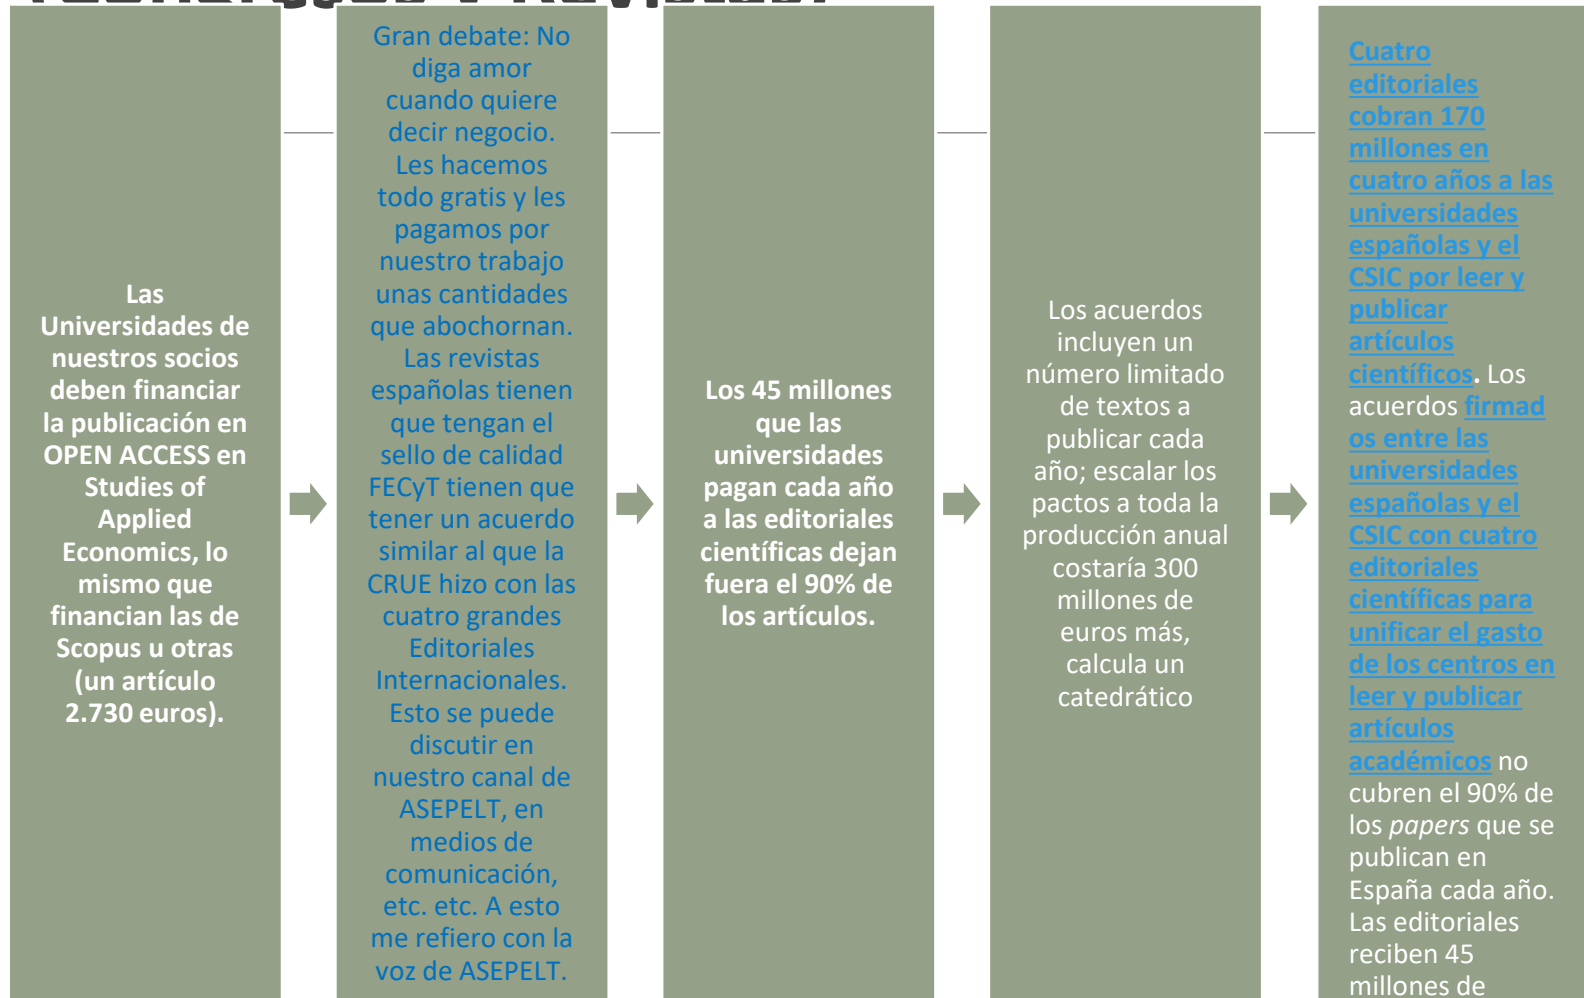 Las
Universidades de
nuestros socios
deben financiar
la publicación en
OPEN ACCESS en
Studies of
Applied
Economics, lo
mismo que
financian las de
Scopus u otras
(un artículo
2.730 euros).
Gran debate: No
diga amor
cuando quiere
decir negocio.
Les hacemos
todo gratis y les
pagamos por
nuestro trabajo
unas cantidades
que abochornan.
Las revistas
españolas tienen
que tengan el
sello de calidad
FECyT tienen que
tener un acuerdo
similar al que la
CRUE hizo con las
cuatro grandes
Editoriales
Internacionales.
Esto se puede
discutir en
nuestro canal de
ASEPELT, en
medios de
comunicación,
etc. etc. A esto
me refiero con la
voz de ASEPELT.
Los 45 millones
que las
universidades
pagan cada año
a las editoriales
científicas dejan
fuera el 90% de
los artículos.
Los acuerdos
incluyen un
número limitado
de textos a
publicar cada
año; escalar los
pactos a toda la
producción anual
costaría 300
millones de
euros más,
calcula un
catedrático
Cuatro
editoriales
cobran 170
millones en
cuatro años a las
universidades
españolas y el
CSIC por leer y
publicar
artículos
científicos. Los
acuerdos firmad
os entre las
universidades
españolas y el
CSIC con cuatro
editoriales
científicas para
unificar el gasto
de los centros en
leer y publicar
artículos
académicos no
cubren el 90% de
los papers que se
publican en
España cada año.
Las editoriales
reciben 45
millones de